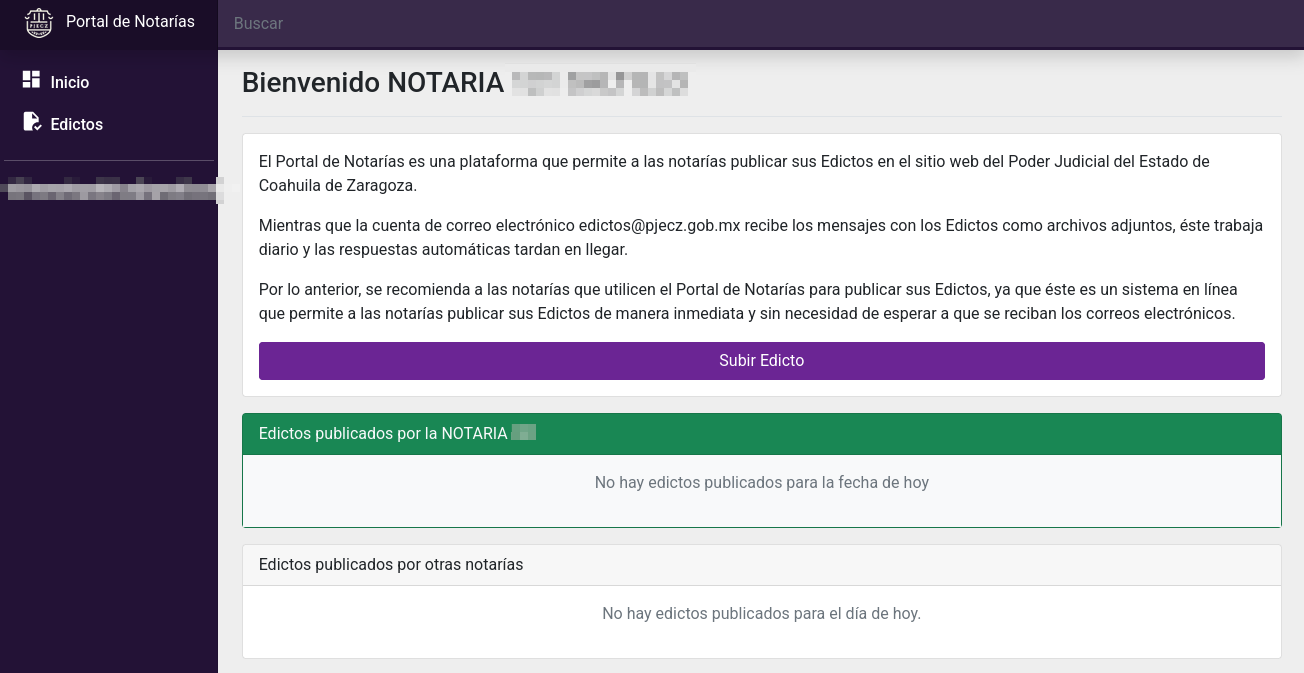 PJECZ
Portal de Notarías
Buscar
Inicio
Edictos
Bienvenido NOTARIA
El Portal de Notarías es una plataforma que permite a las notarías publicar sus Edictos en el sitio web del Poder Judicial del Estado de
Coahuila de Zaragoza.
Mientras que la cuenta de correo electrónico edictos@pjecz.gob.mx recibe los mensajes con los Edictos como archivos adjuntos, éste trabaja
diario y las respuestas automáticas tardan en llegar.
Por lo anterior, se recomienda a las notarías que utilicen el Portal de Notarías para publicar sus Edictos, ya que éste es un sistema en línea
que permite a las notarías publicar sus Edictos de manera inmediata y sin necesidad de esperar a que se reciban los correos electrónicos.
Subir Edicto
Edictos publicados por la NOTARIA
No hay edictos publicados para la fecha de hoy
Edictos publicados por otras notarías
No hay edictos publicados para el día de hoy.